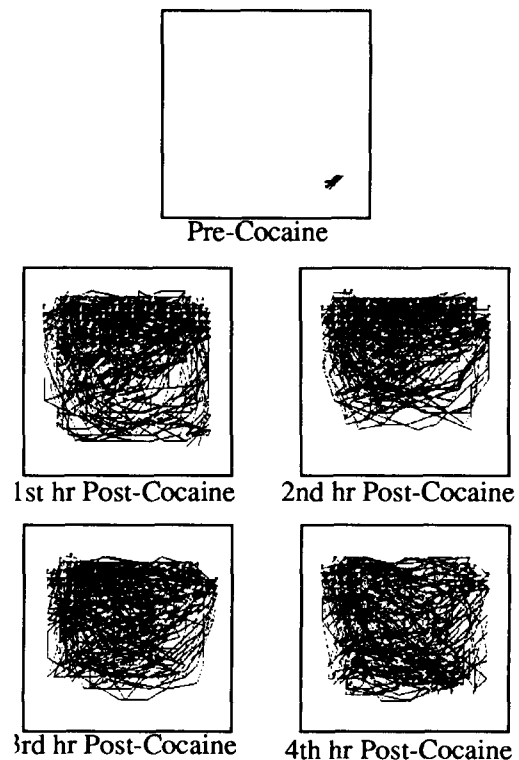 Pre-Cocaine
1st hr Post-Cocaine
2nd hr Post-Cocaine
3rd hr Post-Cocaine
4th hr Post-Cocaine